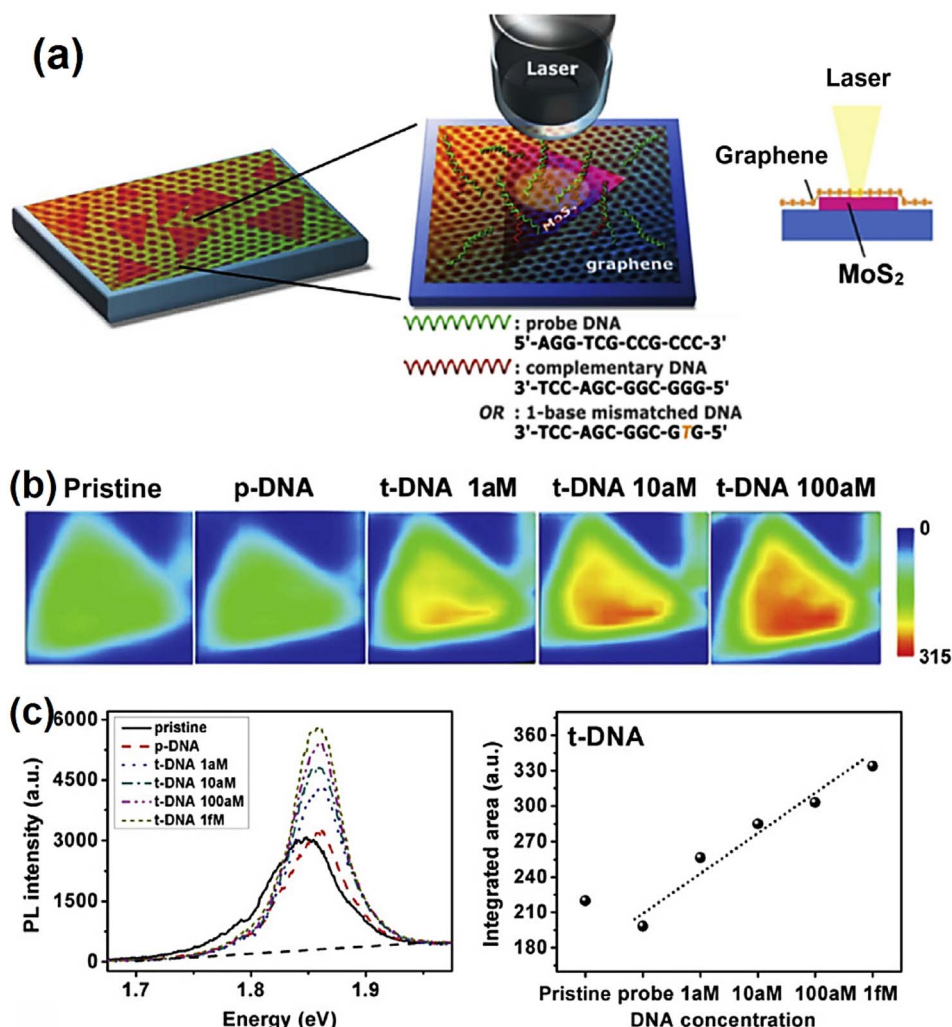 (a)
Laser
Laser
Graphene
MoS₂
graphene
MoS₂
: probe DNA
5'-AGG-TCG-CCG-CCC-3'
: complementary DNA
3'-TCC-AGC-GGC-GGG-5'
OR : 1-base mismatched DNA
3'-TCC-AGC-GGC-GTG-5'
(b)
Pristine p-DNA t-DNA 1aM t-DNA 10aM t-DNA 100aM
0
315
(c)
PL intensity (a.u.)
6000
4500
3000
1500
0
pristine
p-DNA
t-DNA 1aM
t-DNA 10aM
t-DNA 100aM
t-DNA 1fM
1.7 1.8 1.9
Energy (eV)
t-DNA
Integrated area (a.u.)
330
300
270
240
210
180
Pristine probe 1aM 10aM 100aM 1fM
DNA concentration